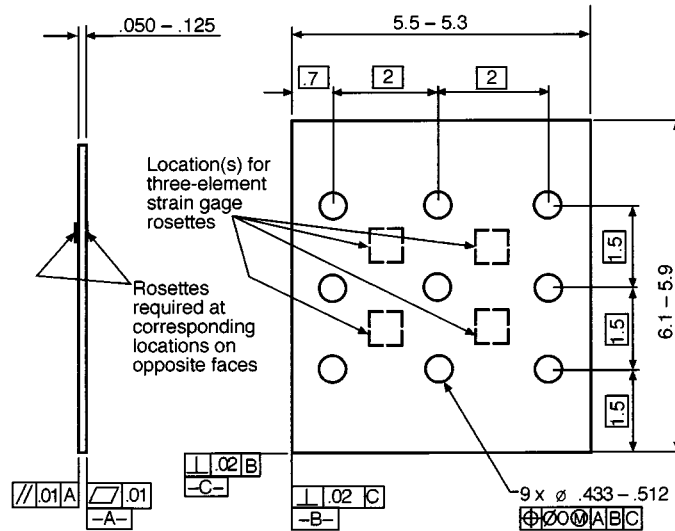 .050 – .125
5.5 – 5.3
.7
2
2
Location(s) for
three-element
strain gage
rosettes
Rosettes
required at
corresponding
locations on
opposite faces
1.5
1.5
1.5
6.1 – 5.9
// .01 A
⏥ .01
–A–
⊥ .02 B
–C–
⊥ .02 C
–B–
9 x ø .433 – .512
⌖ ØO Ⓜ A B C